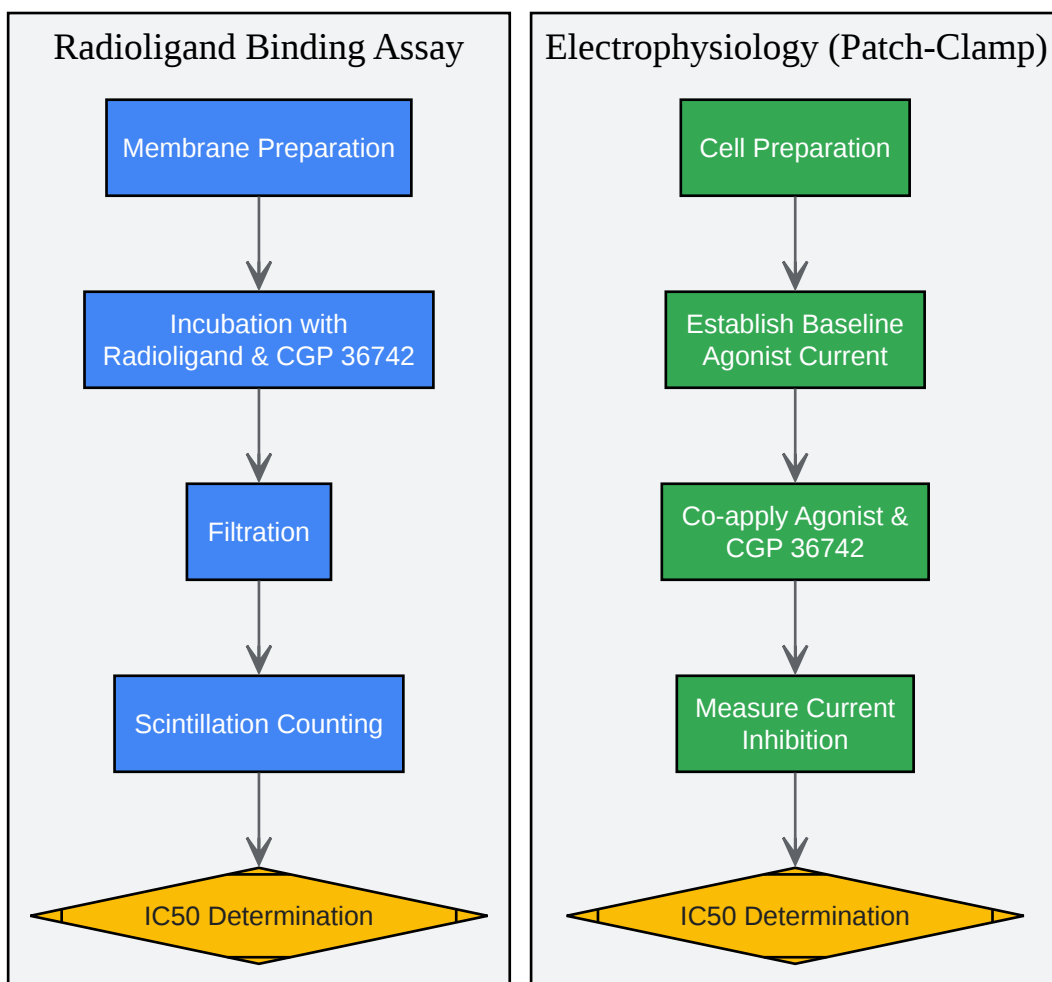 Radioligand Binding Assay
Membrane Preparation
Incubation with
Radioligand & CGP 36742
Filtration
Scintillation Counting
IC50 Determination
Electrophysiology (Patch-Clamp)
Cell Preparation
Establish Baseline
Agonist Current
Co-apply Agonist &
CGP 36742
Measure Current
Inhibition
IC50 Determination